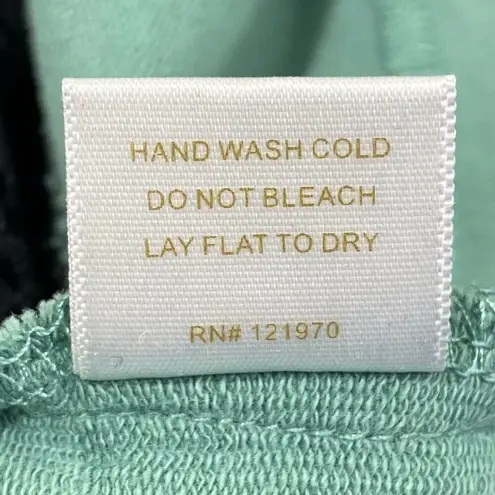 HAND WASH COLD
DO NOT BLEACH
LAY FLAT TO DRY
RN# 121970